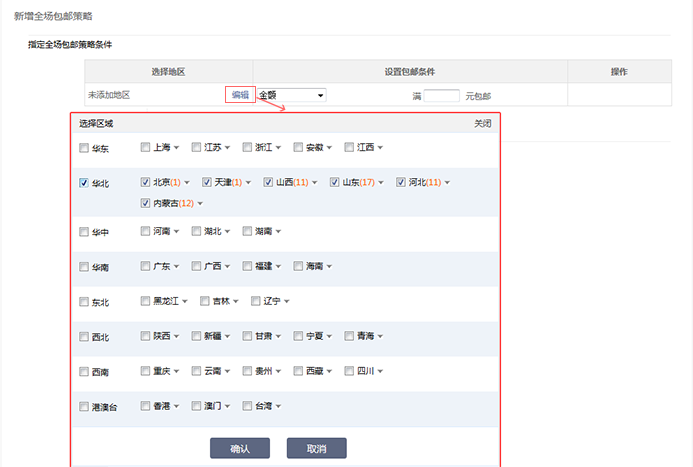 新增全场包邮策略
指定全场包邮策略条件
选择地区 设置包邮条件 操作
未添加地区 编辑 金额 满 元包邮
选择区域 关闭
华东 上海 江苏 浙江 安徽 江西
华北 北京(1) 天津(1) 山西(11) 山东(17) 河北(11)
内蒙古(12)
华中 河南 湖北 湖南
华南 广东 广西 福建 海南
东北 黑龙江 吉林 辽宁
西北 陕西 新疆 甘肃 宁夏 青海
西南 重庆 云南 贵州 西藏 四川
港澳台 香港 澳门 台湾
确认 取消